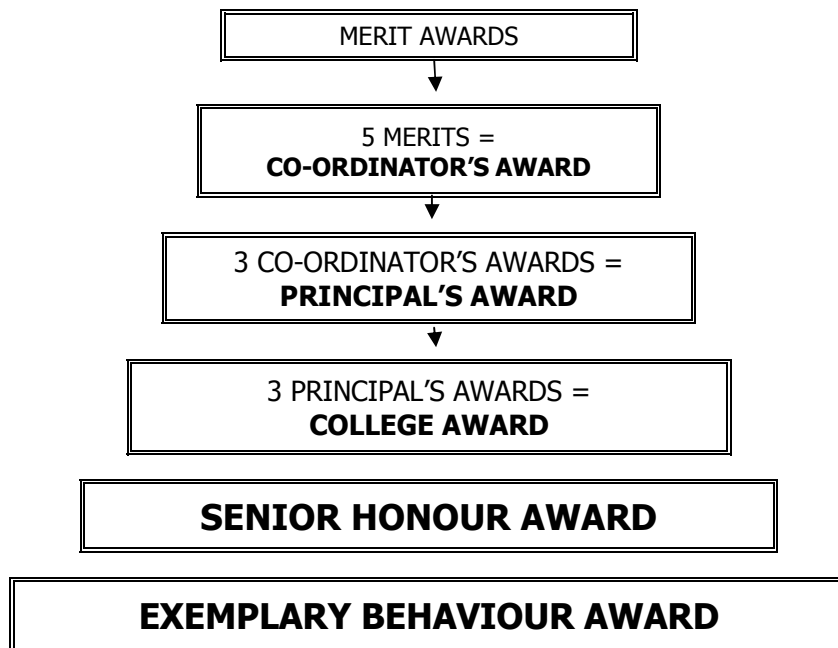 MERIT AWARDS
5 MERITS =
CO-ORDINATOR’S AWARD
3 CO-ORDINATOR’S AWARDS =
PRINCIPAL’S AWARD
3 PRINCIPAL’S AWARDS =
COLLEGE AWARD
SENIOR HONOUR AWARD
EXEMPLARY BEHAVIOUR AWARD